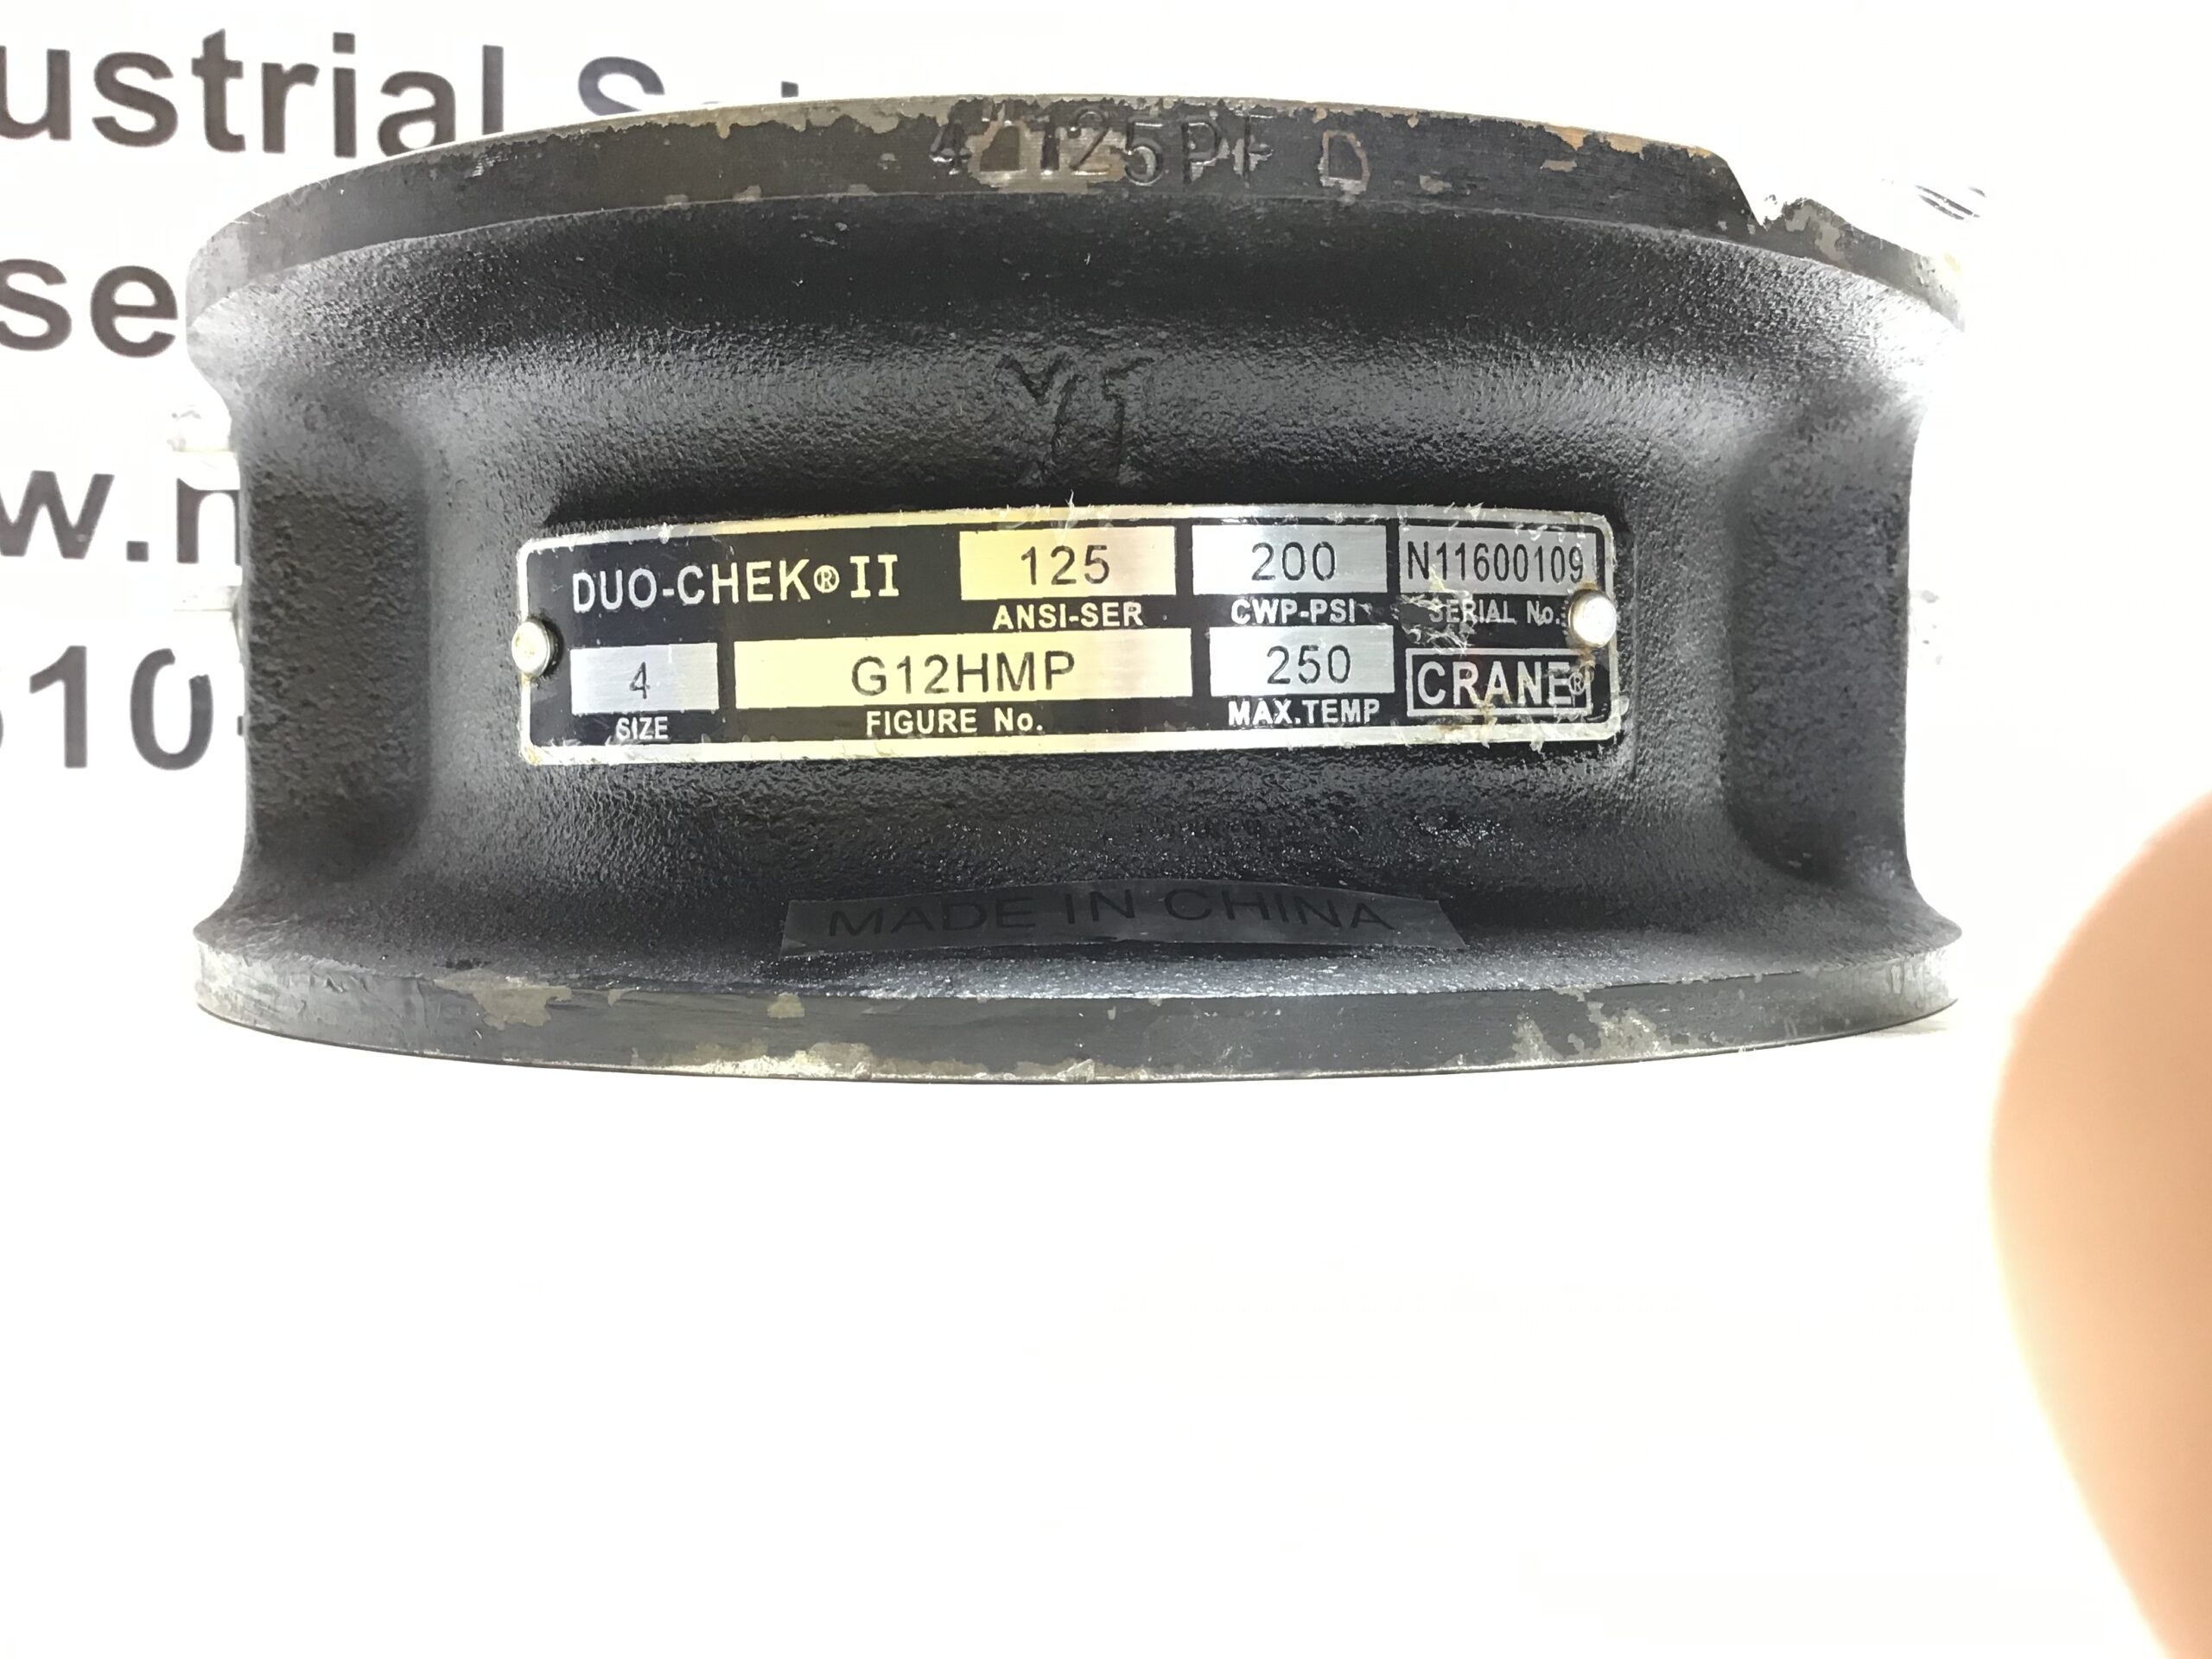 ustrial
se
w.n
610-
4 125PF D
DUO-CHEK® II 125 200 N11600109
ANSI-SER CWP-PSI SERIAL No.
4 G12HMP 250 CRANE®
SIZE FIGURE No. MAX.TEMP
MADE IN CHINA